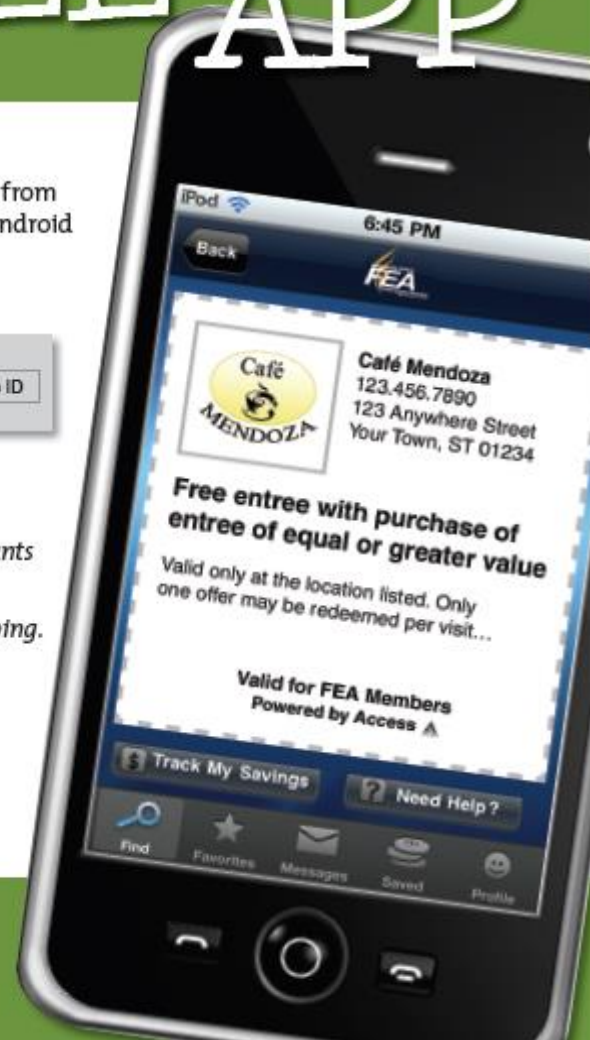 APP
from
ID
iPod
6:45 PM
Back
FEA
Café
MENDOZA
Café Mendoza
123.456.7890
123 Anywhere Street
Your Town, ST 01234
Free entree with purchase of
entree of equal or greater value
Valid only at the location listed. Only
one offer may be redeemed per visit...
Valid for FEA Members
Powered by Access
Track My Savings
Need Help?
Find
Favorites
Messages
Saved
Profile